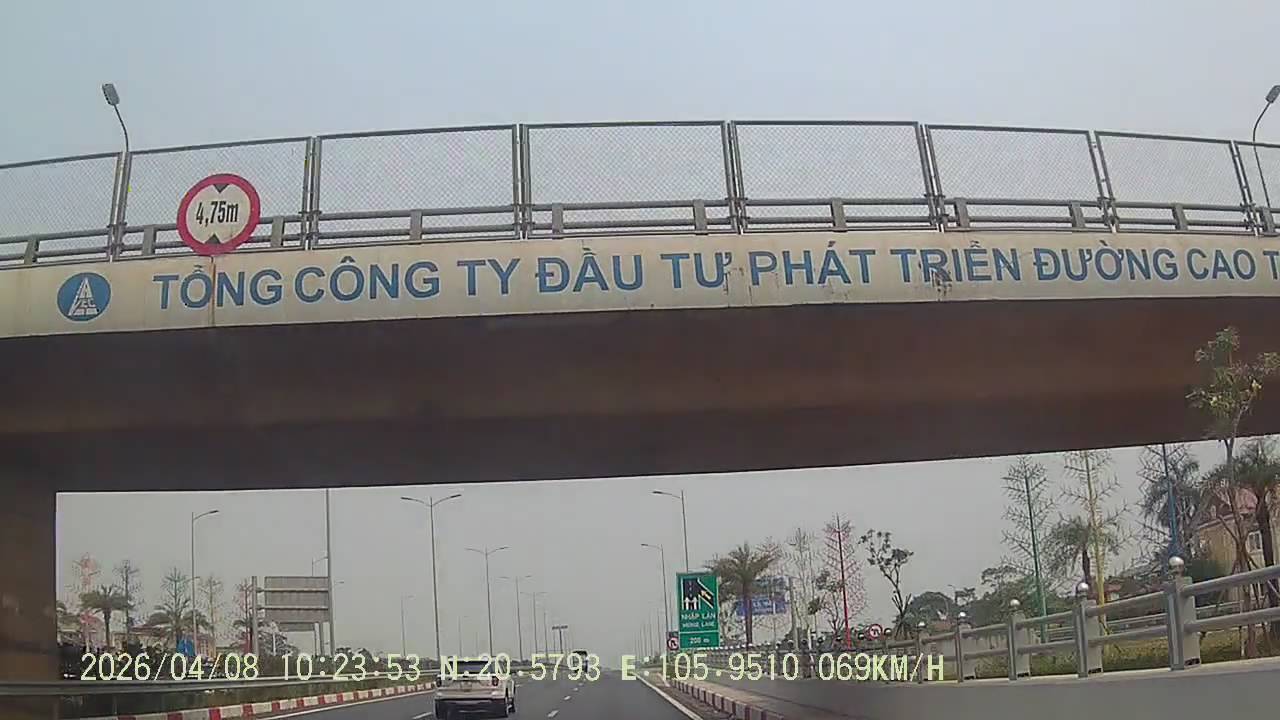 4,75m
TỔNG CÔNG TY ĐẦU TƯ PHÁT TRIỂN ĐƯỜNG CAO T
NHẬP LÀN
MERGE LANE
200 m
2026/04/08 10:23:53 N:20.5793 E:105.9510 069KM/H